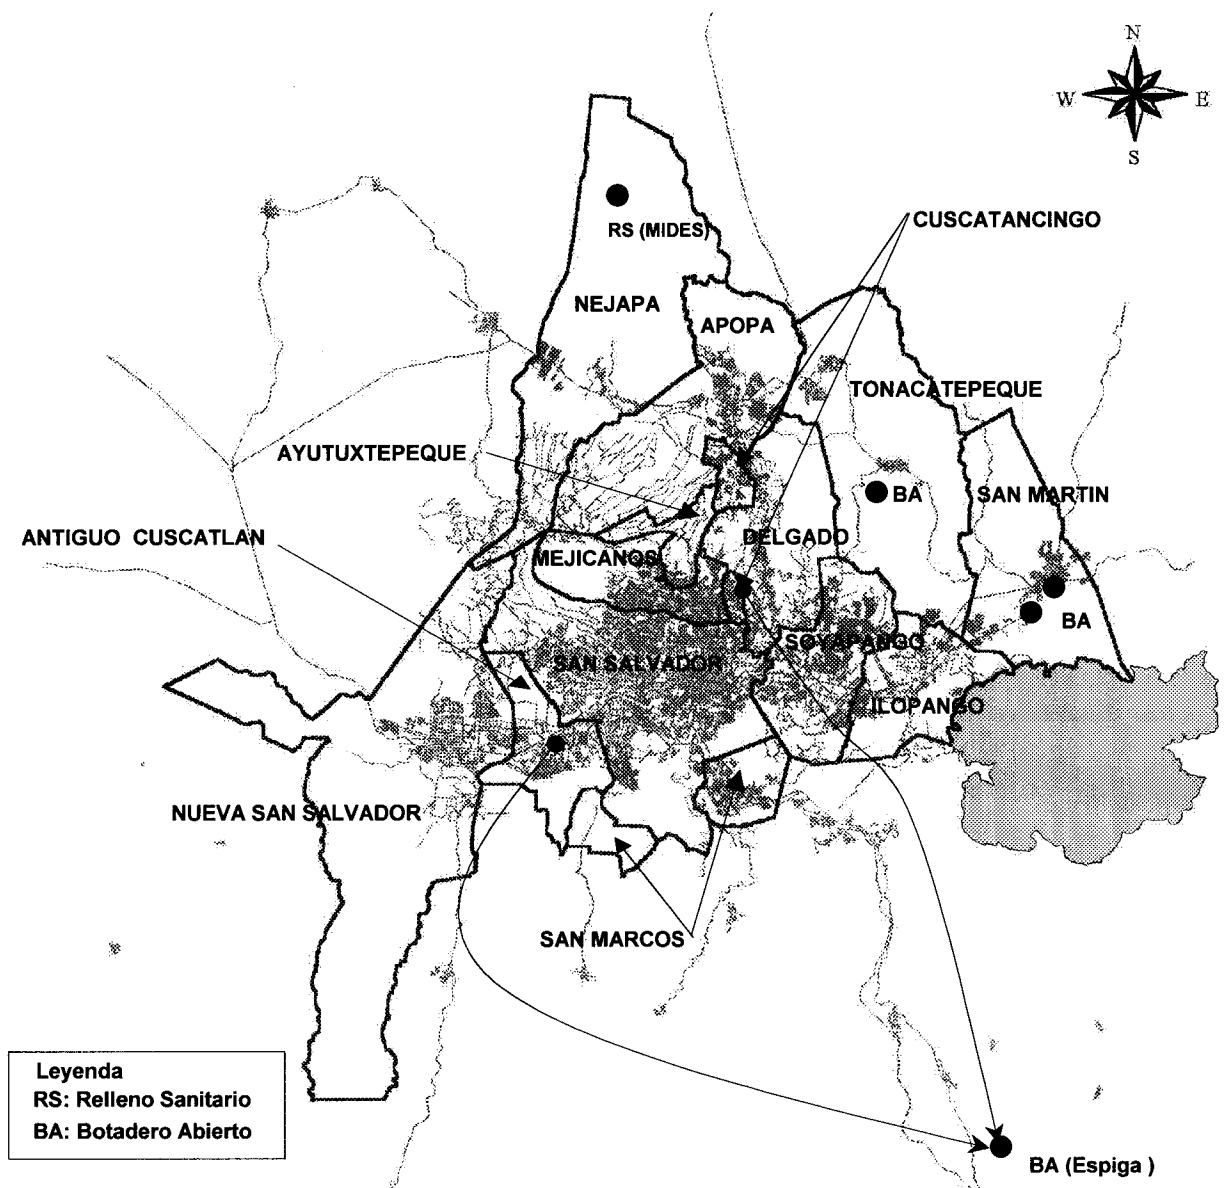 N
W E
S
RS (MIDES)
CUSCATANCINGO
NEJAPA
APOPA
TONACATEPEQUE
AYUTUXTEPEQUE
BA
SAN MARTIN
ANTIGUO CUSCATLAN
DELGADO
MEJICANOS
BA
SOYAPANGO
SAN SALVADOR
ILOPANGO
NUEVA SAN SALVADOR
SAN MARCOS
Leyenda
RS: Relleno Sanitario
BA: Botadero Abierto
BA (Espiga )